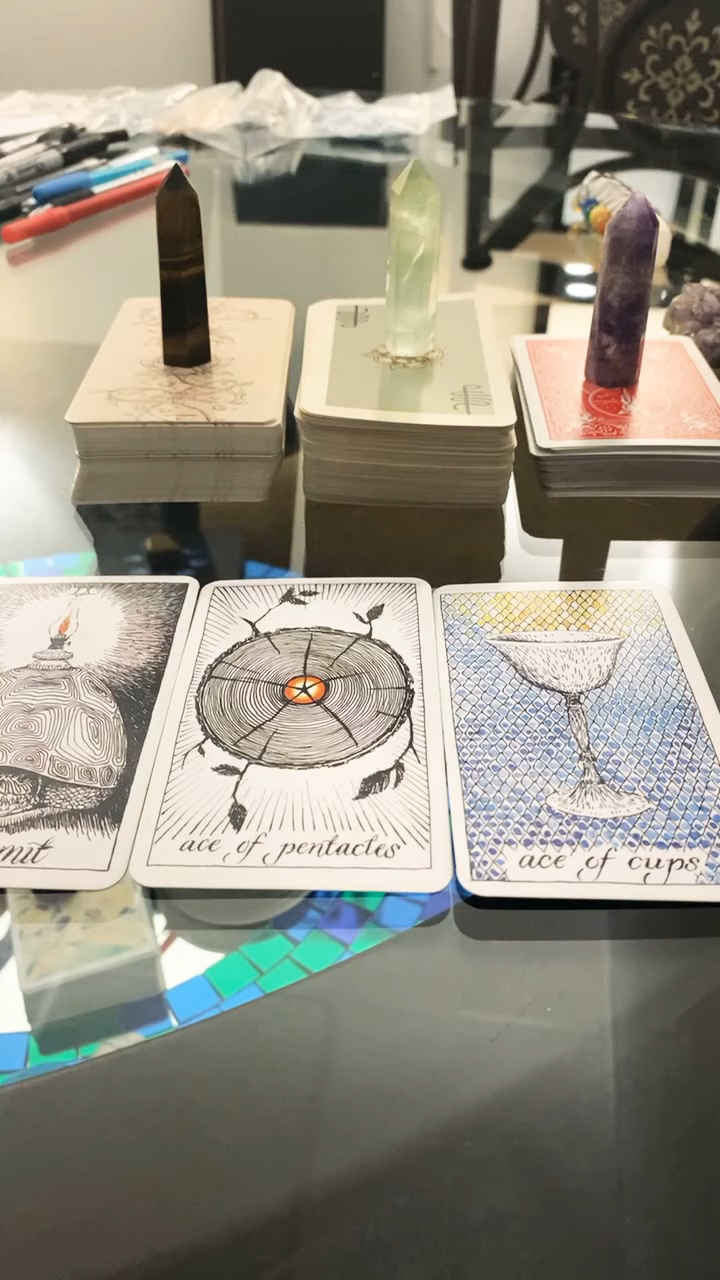 mit
ace of pentacles
ace of cups